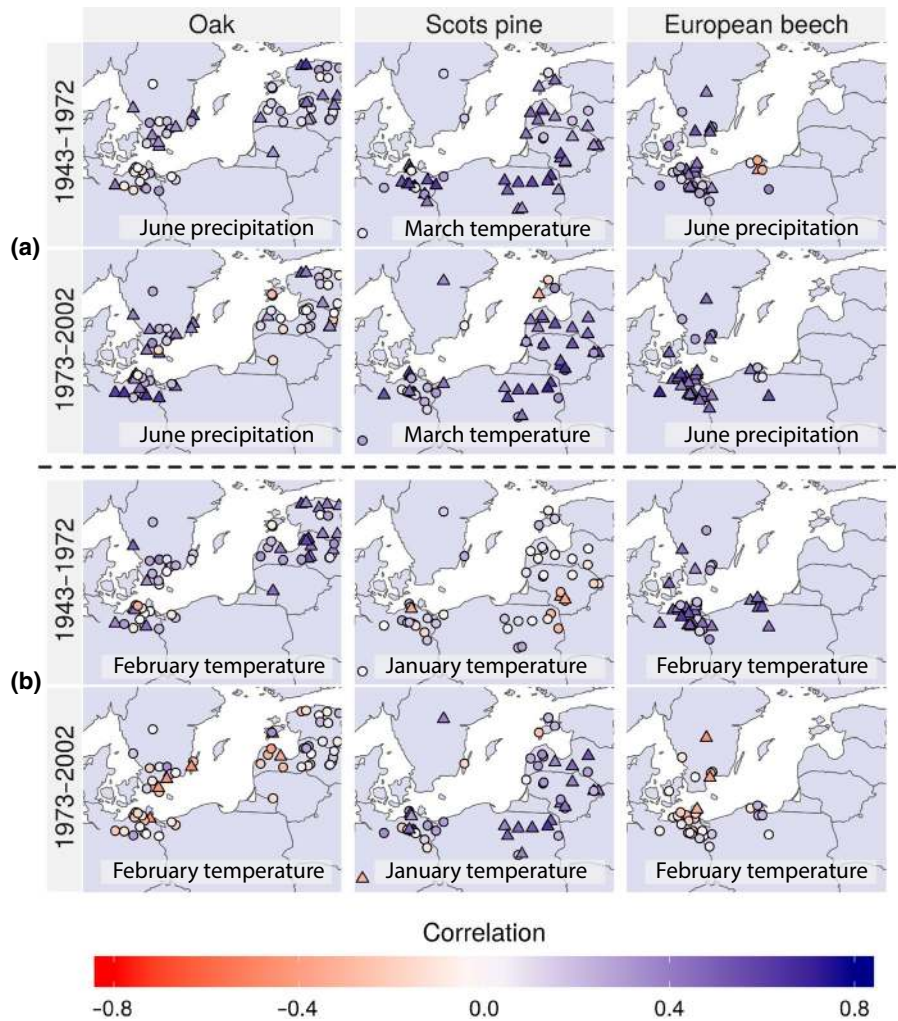 Oak
Scots pine
European beech
(a)
1943−1972
June precipitation
March temperature
June precipitation
1973−2002
June precipitation
March temperature
June precipitation
(b)
1943−1972
February temperature
January temperature
February temperature
1973−2002
February temperature
January temperature
February temperature
Correlation
−0.8 −0.4 0.0 0.4 0.8